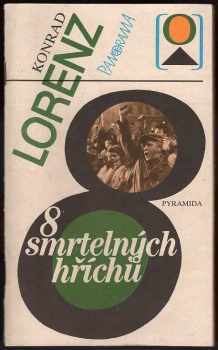 KONRAD
LORENZ
PANORAMA
PYRAMIDA
8
smrtelných
hříchů